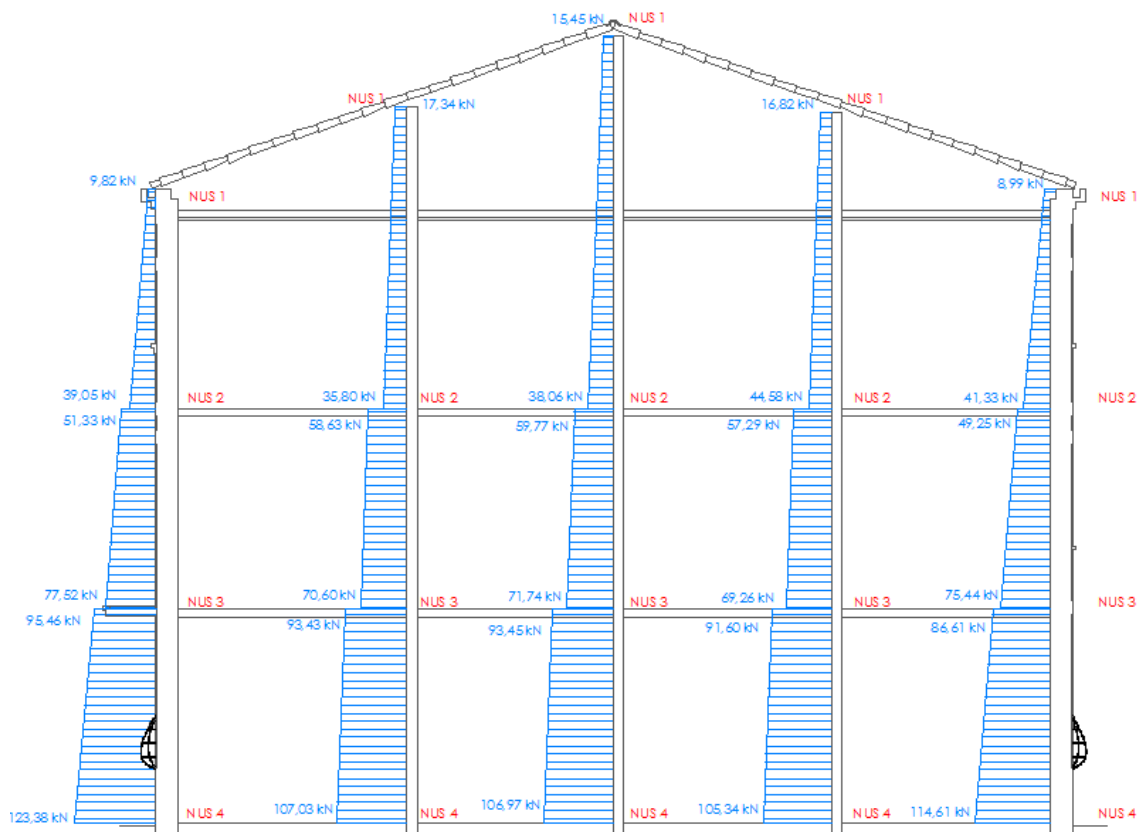 15,45 kN NUS 1
NUS 1 17,34 kN 16,82 kN NUS 1
9,82 kN NUS 1 8,99 kN NUS 1
39,05 kN NUS 2 35,80 kN NUS 2 38,06 kN NUS 2 44,58 kN NUS 2 41,33 kN NUS 2
51,33 kN 58,63 kN 59,77 kN 57,29 kN 49,25 kN
77,52 kN NUS 3 70,60 kN NUS 3 71,74 kN NUS 3 69,26 kN NUS 3 75,44 kN NUS 3
95,46 kN 93,43 kN 93,45 kN 91,60 kN 86,61 kN
123,38 kN NUS 4 107,03 kN NUS 4 106,97 kN NUS 4 105,34 kN NUS 4 114,61 kN NUS 4